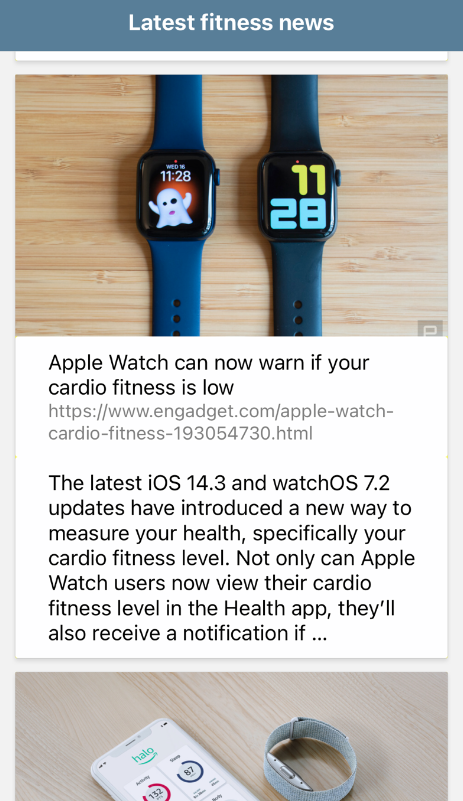 Latest fitness news
WED 16
11:28
11
28
Apple Watch can now warn if your
cardio fitness is low
https://www.engadget.com/apple-watch-
cardio-fitness-193054730.html
The latest iOS 14.3 and watchOS 7.2
updates have introduced a new way to
measure your health, specifically your
cardio fitness level. Not only can Apple
Watch users now view their cardio
fitness level in the Health app, they’ll
also receive a notification if ...
halo
Activity
132
87